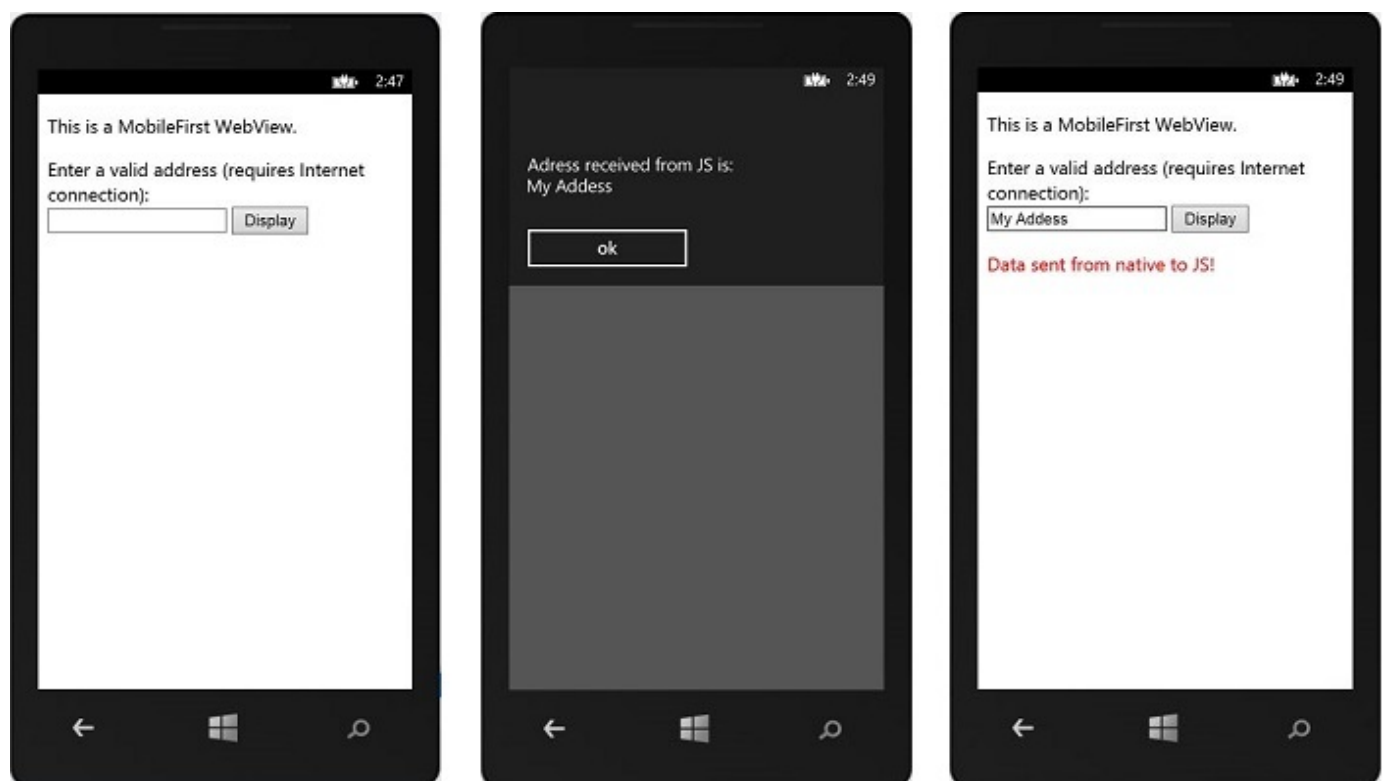 2:47
This is a MobileFirst WebView.
Enter a valid address (requires Internet
connection):
Display
2:49
Adress received from JS is:
My Addess
ok
2:49
This is a MobileFirst WebView.
Enter a valid address (requires Internet
connection):
My Addess Display
Data sent from native to JS!